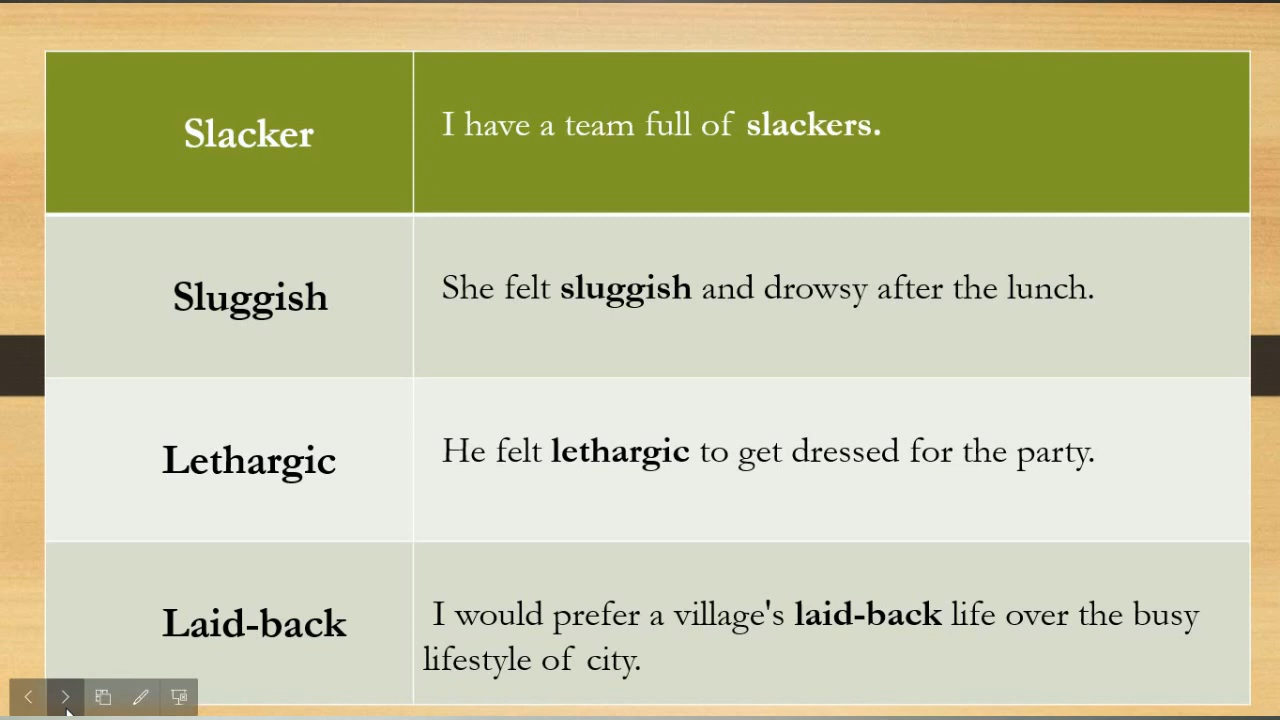 Slacker
I have a team full of slackers.
Sluggish
She felt sluggish and drowsy after the lunch.
Lethargic
He felt lethargic to get dressed for the party.
Laid-back
I would prefer a village's laid-back life over the busy
lifestyle of city.